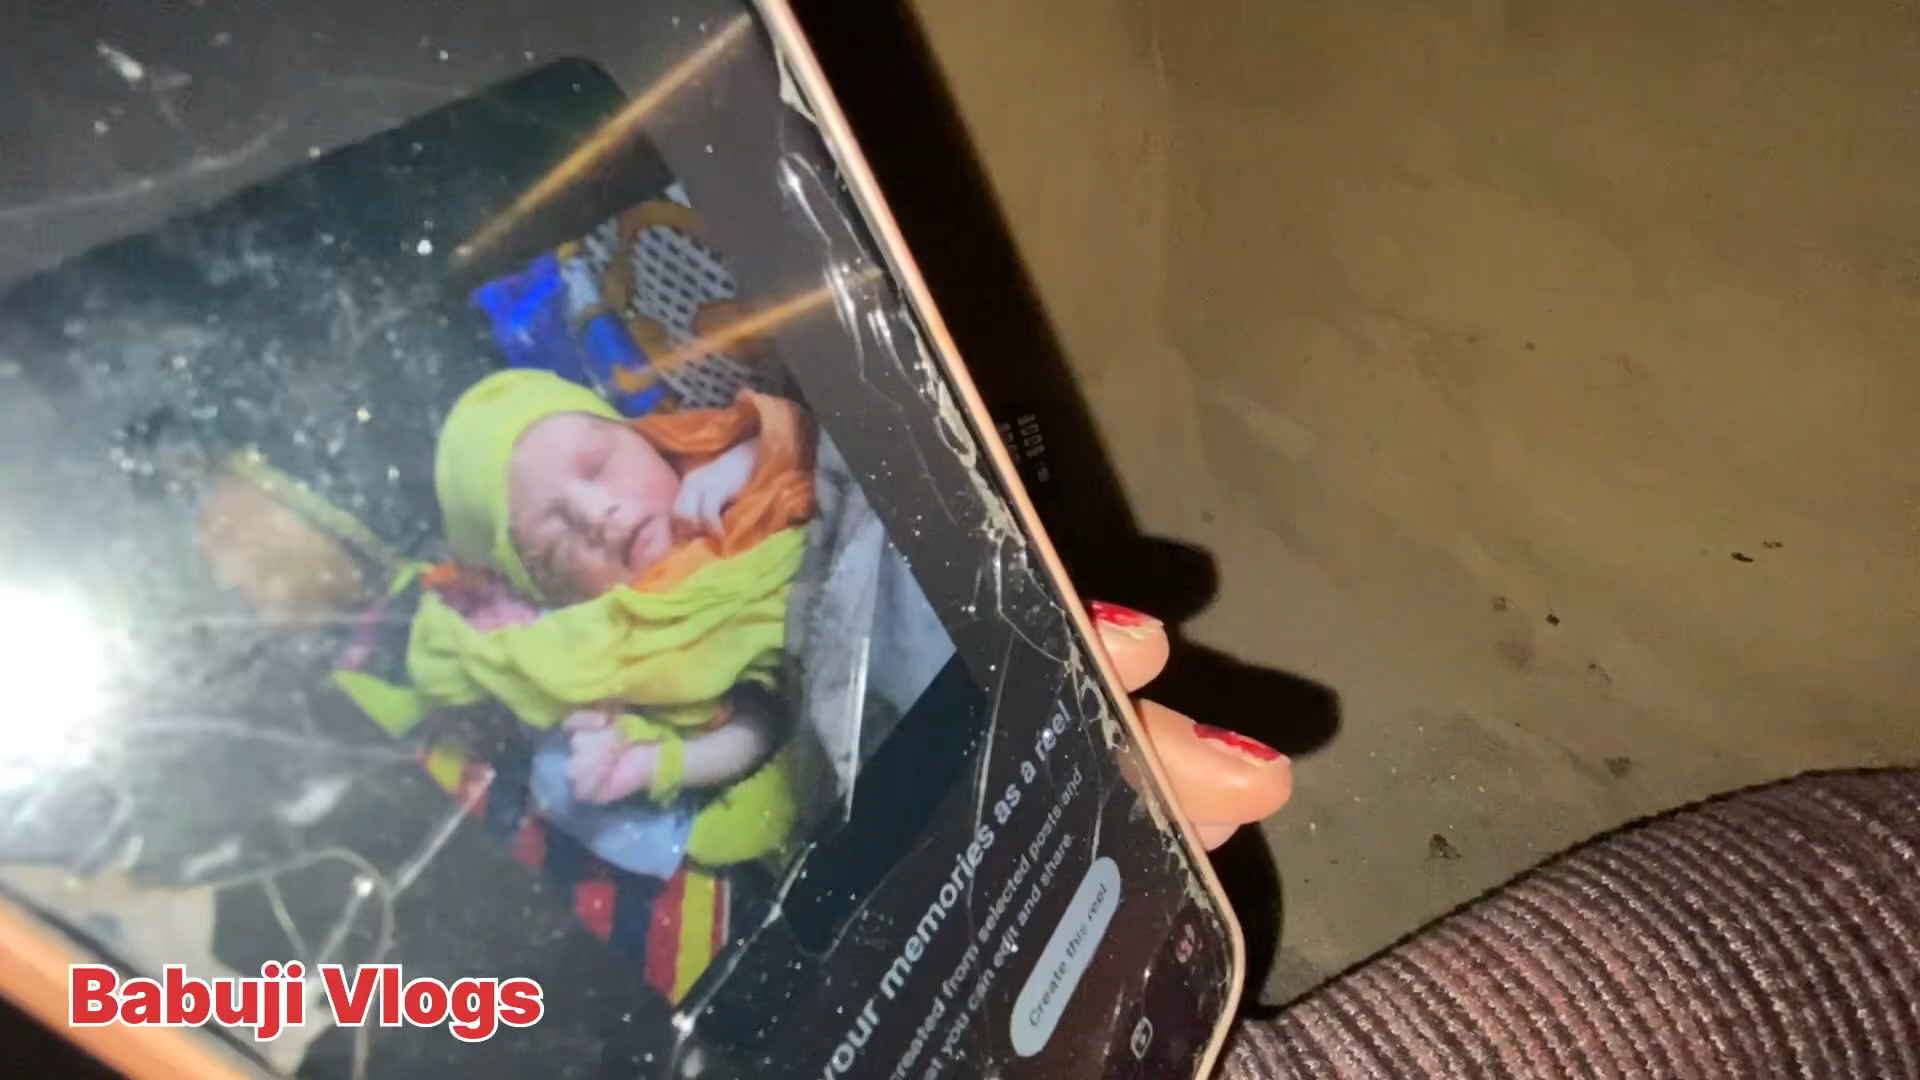 your memories as a reel
created from selected posts and
that you can edit and share.
Create this reel
Babuji Vlogs